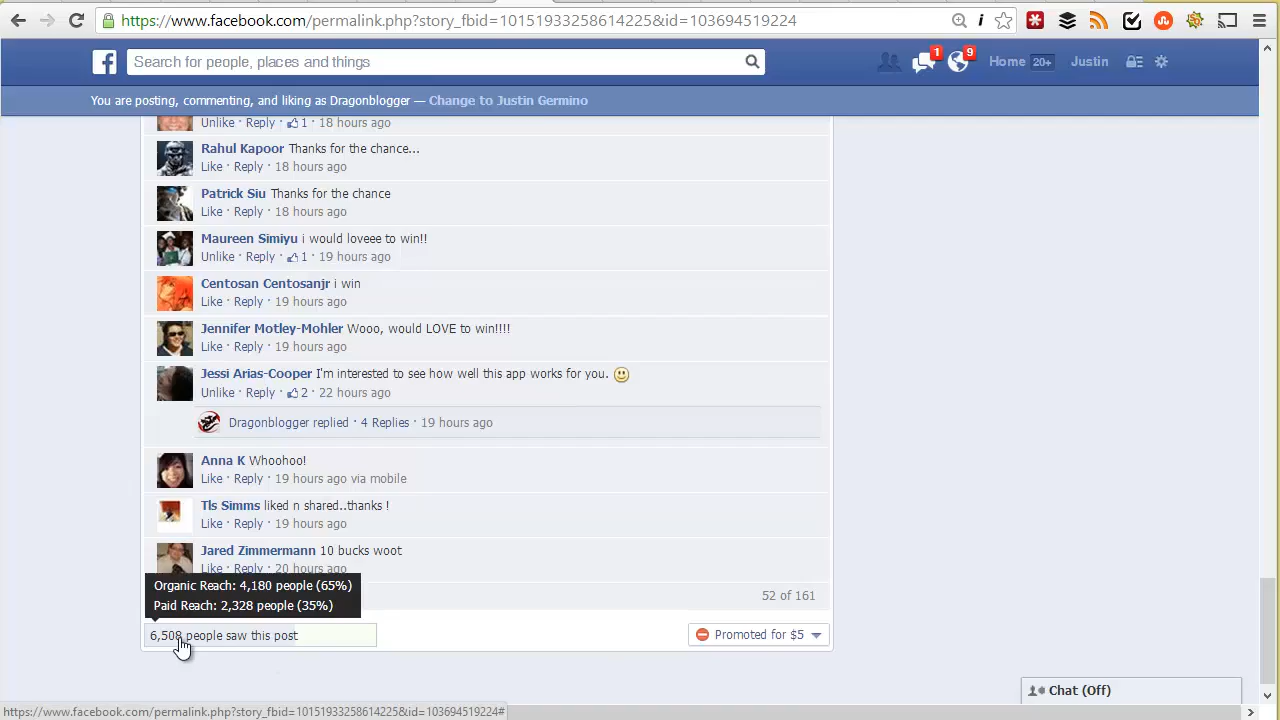 https://www.facebook.com/permalink.php?story_fbid=10151933258614225&id=103694519224
Search for people, places and things
1
9
Home 20+ Justin
You are posting, commenting, and liking as Dragonblogger — Change to Justin Germino
Unlike · Reply · 1 · 18 hours ago
Rahul Kapoor Thanks for the chance...
Like · Reply · 18 hours ago
Patrick Siu Thanks for the chance
Like · Reply · 18 hours ago
Maureen Simiyu i would loveee to win!!
Unlike · Reply · 1 · 19 hours ago
Centosan Centosanjr i win
Like · Reply · 19 hours ago
Jennifer Motley-Mohler Wooo, would LOVE to win!!!!
Like · Reply · 19 hours ago
Jessi Arias-Cooper I'm interested to see how well this app works for you.
Unlike · Reply · 2 · 22 hours ago
Dragonblogger replied · 4 Replies · 19 hours ago
Anna K Whoohoo!
Like · Reply · 19 hours ago via mobile
Tls Simms liked n shared..thanks !
Like · Reply · 19 hours ago
Jared Zimmermann 10 bucks woot
Like · Reply · 20 hours ago
Organic Reach: 4,180 people (65%)
Paid Reach: 2,328 people (35%)
52 of 161
6,508 people saw this post
Promoted for $5
Chat (Off)
https://www.facebook.com/permalink.php?story_fbid=10151933258614225&id=103694519224#